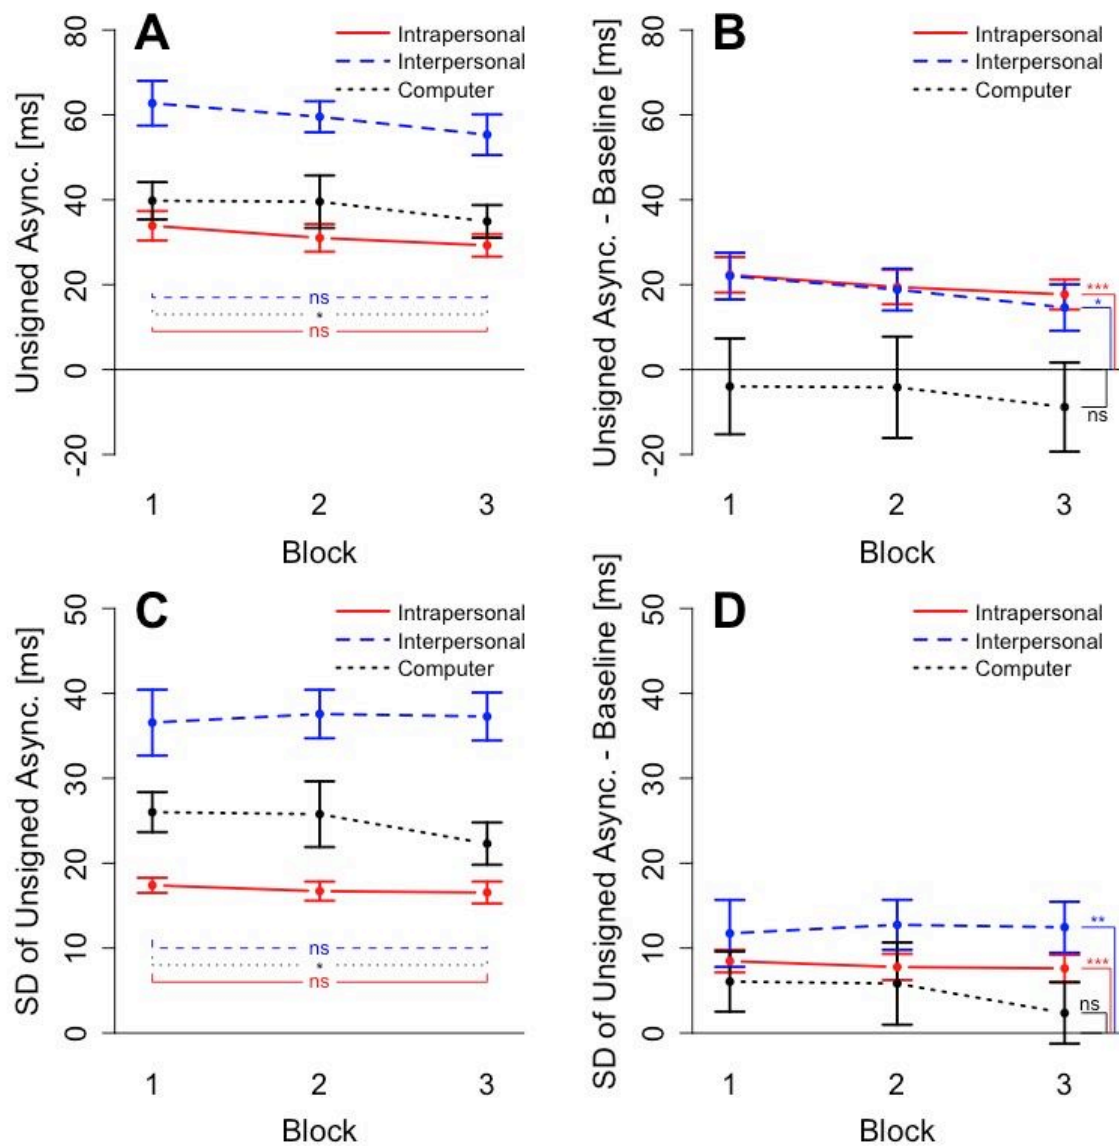 A
Intrapersonal
Interpersonal
Computer
Unsigned Async. [ms]
80
60
40
20
0
-20
ns
*
ns
1 2 3
Block
B
Intrapersonal
Interpersonal
Computer
Unsigned Async. - Baseline [ms]
80
60
40
20
0
-20
***
*
ns
1 2 3
Block
C
Intrapersonal
Interpersonal
Computer
SD of Unsigned Async. [ms]
50
40
30
20
10
0
ns
*
ns
1 2 3
Block
D
Intrapersonal
Interpersonal
Computer
SD of Unsigned Async. - Baseline [ms]
50
40
30
20
10
0
**
***
ns
1 2 3
Block